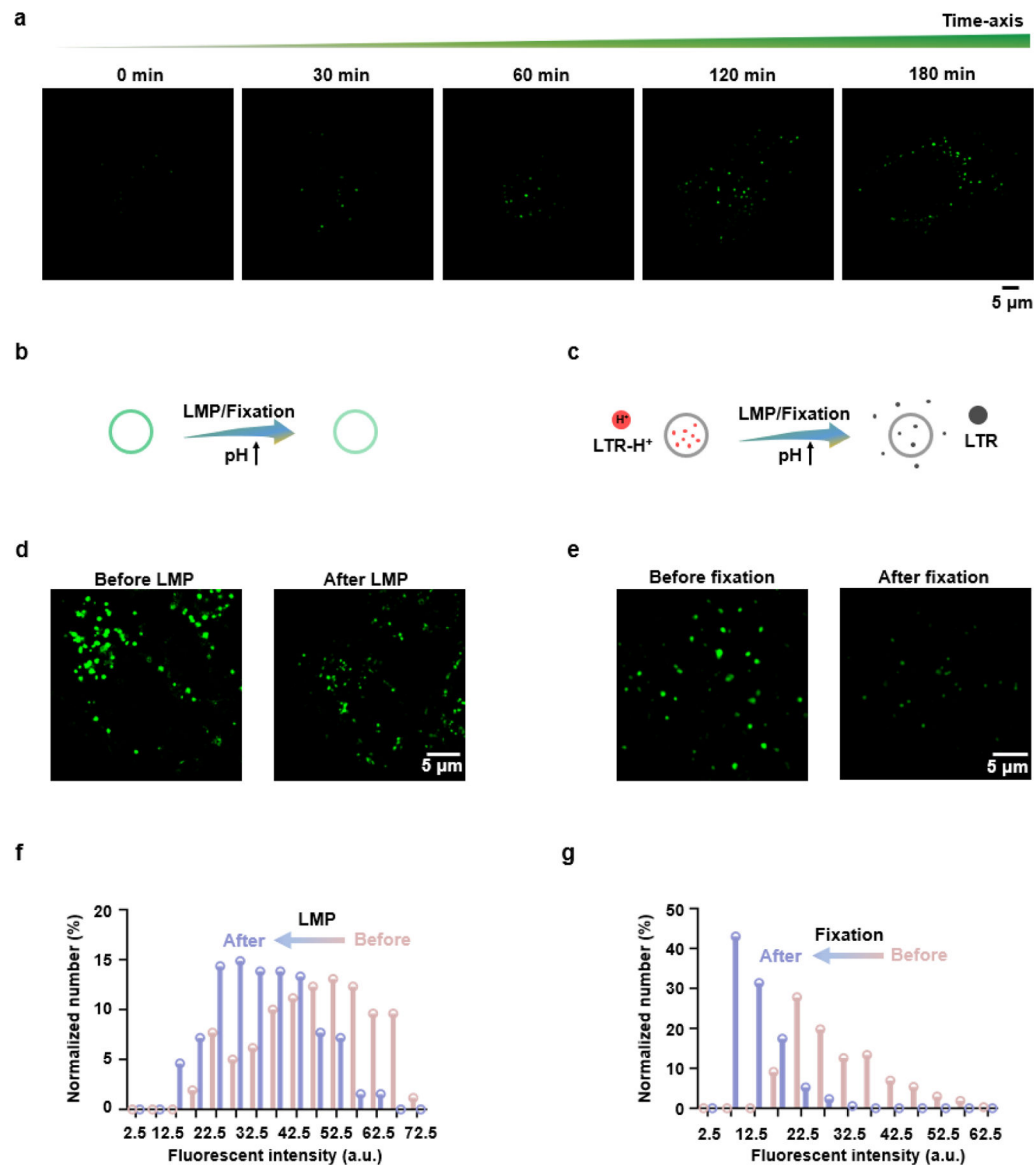 a
Time-axis
0 min 30 min 60 min 120 min 180 min
5 µm
b
c
LMP/Fixation
pH
H⁺
LTR-H⁺
LMP/Fixation
pH
LTR
d
e
Before LMP After LMP
Before fixation After fixation
5 µm
5 µm
f
g
Normalized number (%)
20
15
10
5
0
LMP
After Before
2.5 12.5 22.5 32.5 42.5 52.5 62.5 72.5
Fluorescent intensity (a.u.)
Normalized number (%)
50
40
30
20
10
0
Fixation
After Before
2.5 12.5 22.5 32.5 42.5 52.5 62.5
Fluorescent intensity (a.u.)